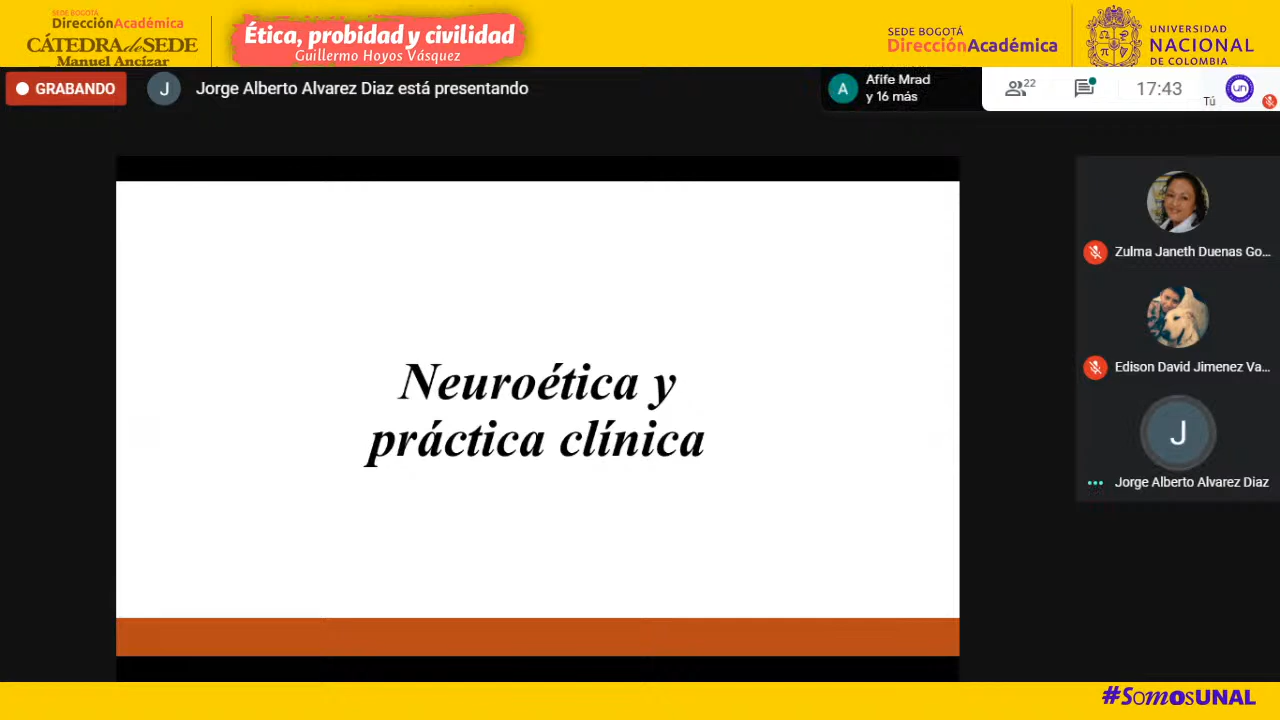 SEDE BOGOTÁ
DirecciónAcadémica
CÁTEDRA de SEDE
Manuel Ancízar
Ética, probidad y civilidad
Guillermo Hoyos Vásquez
SEDE BOGOTÁ
DirecciónAcadémica
UNIVERSIDAD
NACIONAL
DE COLOMBIA
GRABANDO
J
Jorge Alberto Alvarez Diaz está presentando
A
Afife Mrad
y 16 más
22
17:43
Tú
un
Neuroética y
práctica clínica
Zulma Janeth Duenas Go...
Edison David Jimenez Va...
J
Jorge Alberto Alvarez Diaz
#SomosUNAL